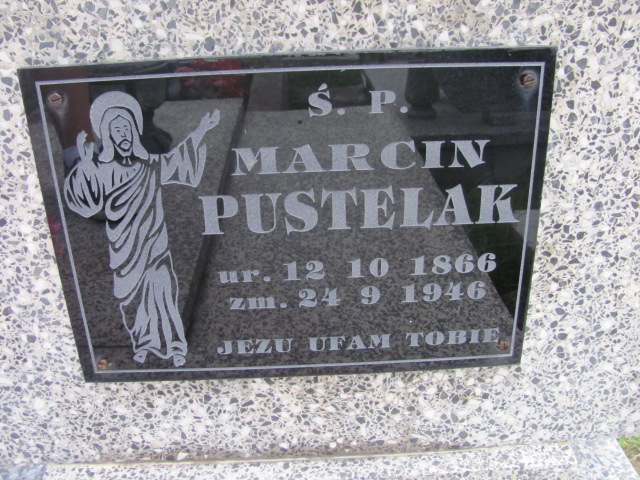 Ś. P.
MARCIN
PUSTELAK
ur. 12 10 1866
zm. 24 9 1946
JEZU UFAM TOBIE